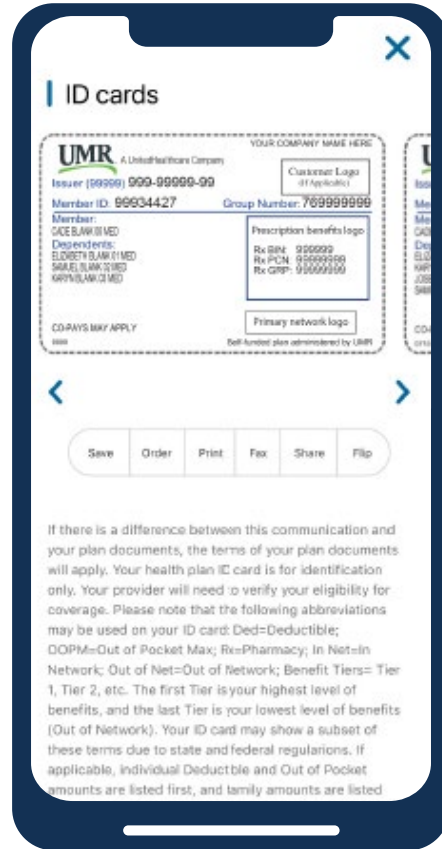 ID cards
YOUR COMPANY NAME HERE
UMR A UnitedHealthcare Company
Customer Logo
(If Applicable)
Issuer (99999) 999-99999-99
Member ID: 99934427 Group Number: 769999999
Member:
CADE BLANK 00 MED
Dependents:
ELIZABETH BLANK 01 MED
SAMUEL BLANK 02 MED
KARYN BLANK 03 MED
Prescription benefits logo
Rx BIN: 999999
Rx PCN: 99999999
Rx GRP: 99999999
CO-PAYS MAY APPLY
Primary network logo
Self-funded plan administered by UMR
Save Order Print Fax Share Flip
If there is a difference between this communication and
your plan documents, the terms of your plan documents
will apply. Your health plan ID card is for identification
only. Your provider will need to verify your eligibility for
coverage. Please note that the following abbreviations
may be used on your ID card: Ded=Deductible;
OOPM=Out of Pocket Max; Rx=Pharmacy; In Net=In
Network; Out of Net=Out of Network; Benefit Tiers= Tier
1, Tier 2, etc. The first Tier is your highest level of
benefits, and the last Tier is your lowest level of benefits
(Out of Network). Your ID card may show a subset of
these terms due to state and federal regularions. If
applicable, individual Deductble and Out of Pocket
amounts are listed first, and family amounts are listed